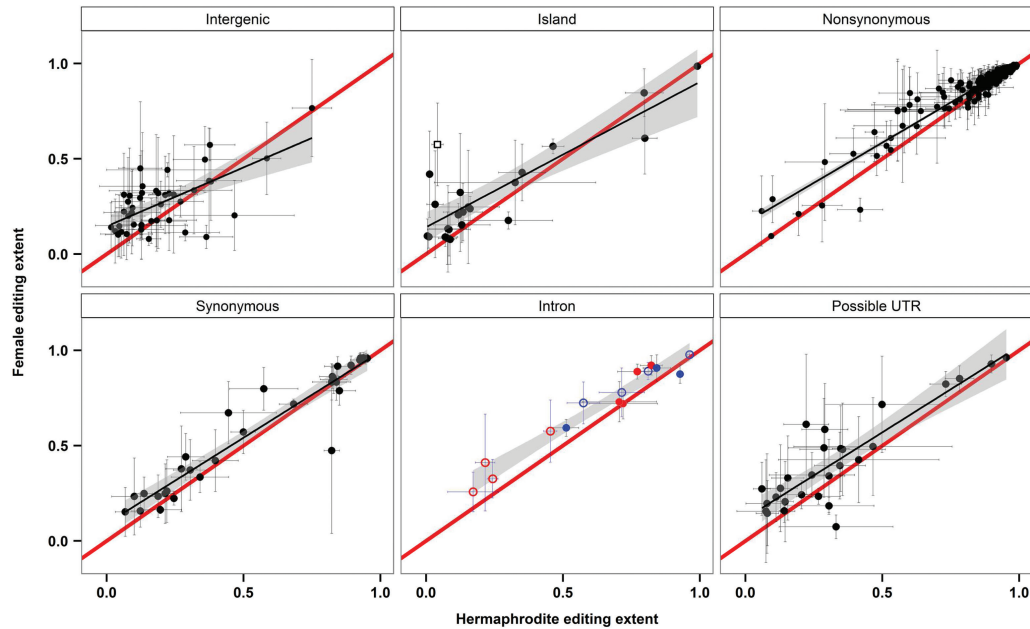 Intergenic Island Nonsynonymous
1.0
0.5
0.0
Synonymous Intron Possible UTR
1.0
0.5
0.0
0.0 0.5 1.0 0.0 0.5 1.0 0.0 0.5 1.0
Female editing extent
Hermaphrodite editing extent